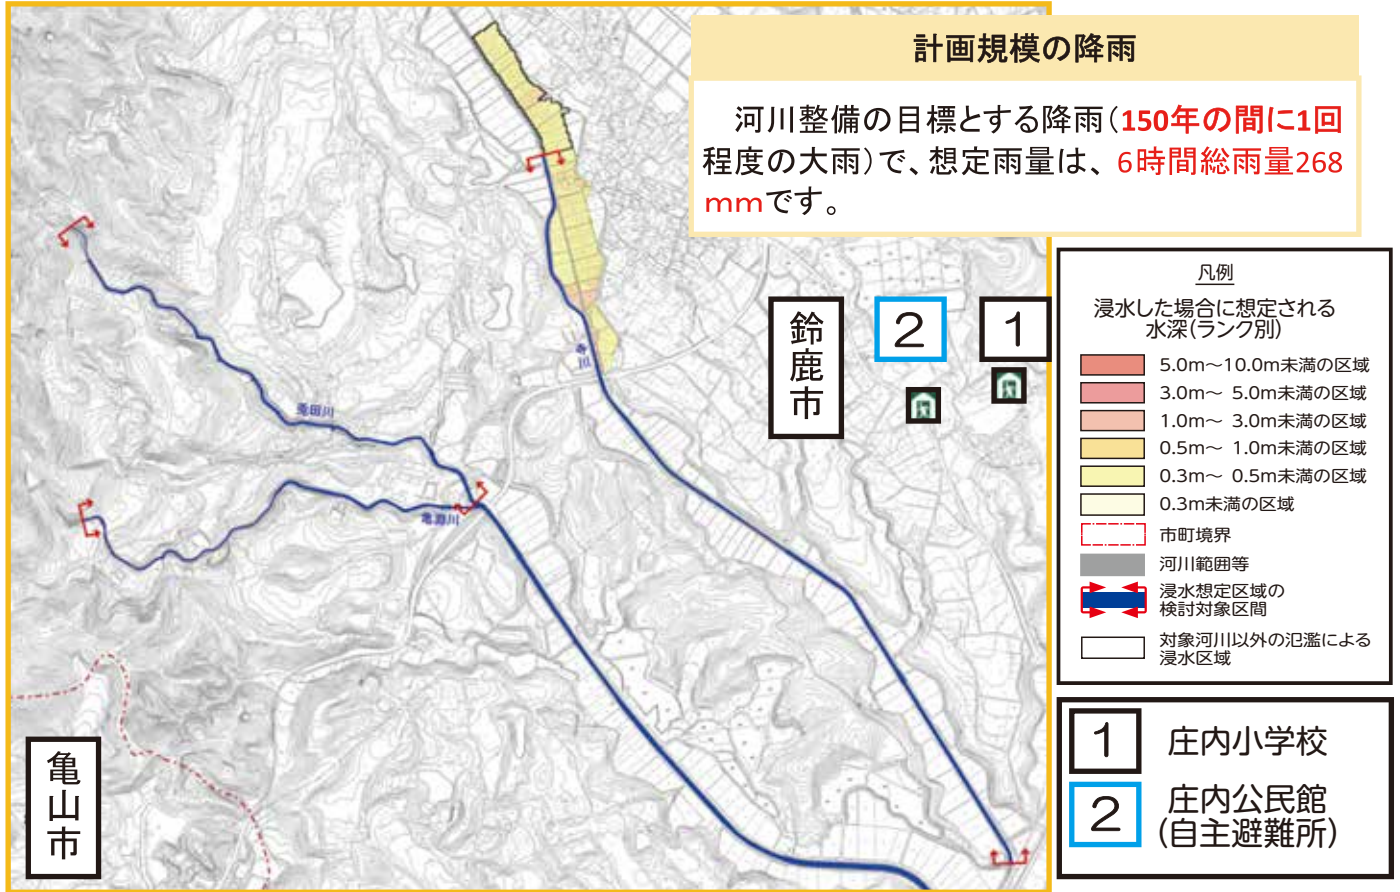 計画規模の降雨
河川整備の目標とする降雨（150年の間に1回
程度の大雨）で、想定雨量は、6時間総雨量268
mmです。
鈴鹿市
2
1
亀山市
凡例
浸水した場合に想定される
水深(ランク別)
5.0m～10.0m未満の区域
3.0m～ 5.0m未満の区域
1.0m～ 3.0m未満の区域
0.5m～ 1.0m未満の区域
0.3m～ 0.5m未満の区域
0.3m未満の区域
市町境界
河川範囲等
浸水想定区域の
検討対象区間
対象河川以外の氾濫による
浸水区域
1 庄内小学校
2 庄内公民館
(自主避難所)